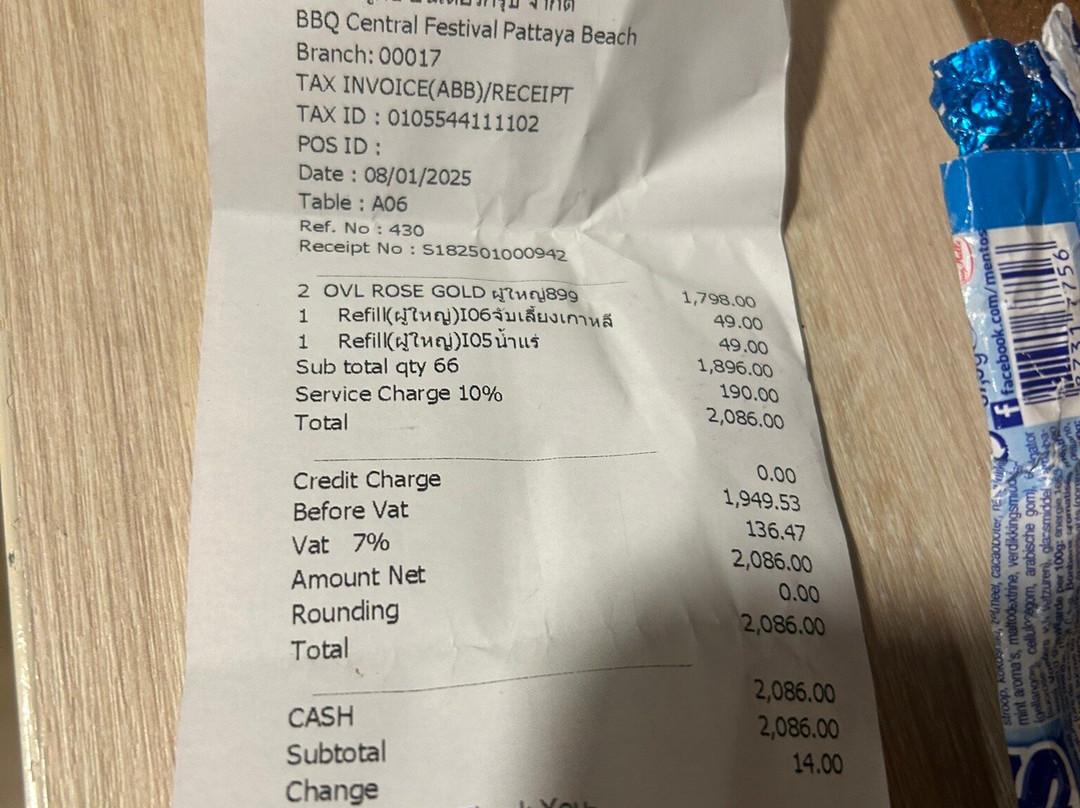 BBQ Central Festival Pattaya Beach
Branch: 00017
TAX INVOICE(ABB)/RECEIPT
TAX ID : 0105544111102
POS ID :
Date : 08/01/2025
Table : A06
Ref. No : 430
Receipt No : S182501000942
2 OVL ROSE GOLD ผู้ใหญ่899 1,798.00
1 Refill(ผู้ใหญ่)I06จับเลี้ยงเกาหลี 49.00
1 Refill(ผู้ใหญ่)I05น้ำแร่ 49.00
Sub total qty 66 1,896.00
Service Charge 10% 190.00
Total 2,086.00
Credit Charge 0.00
Before Vat 1,949.53
Vat 7% 136.47
Amount Net 2,086.00
Rounding 0.00
Total 2,086.00
CASH 2,086.00
Subtotal 2,086.00
Change 14.00
facebook.com/mentos